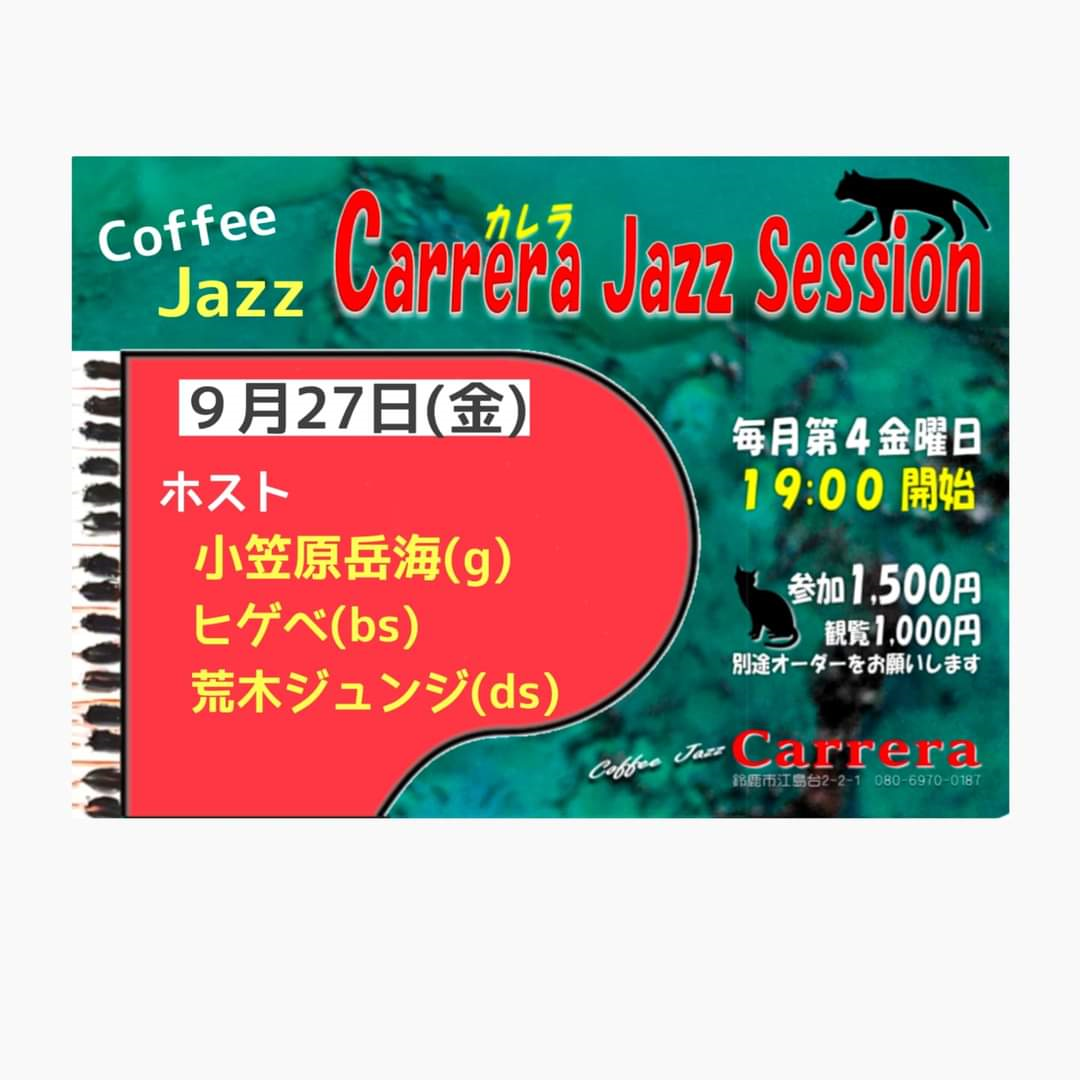 Coffee
Jazz
カレラ
Carrera Jazz Session
９月27日(金)
ホスト
小笠原岳海(g)
ヒゲべ(bs)
荒木ジュンジ(ds)
毎月第４金曜日
１９:００ 開始
参加1,500円
観覧1,000円
別途オーダーをお願いします
Coffee Jazz Carrera
鈴鹿市江島台2-2-1 080-6970-0187